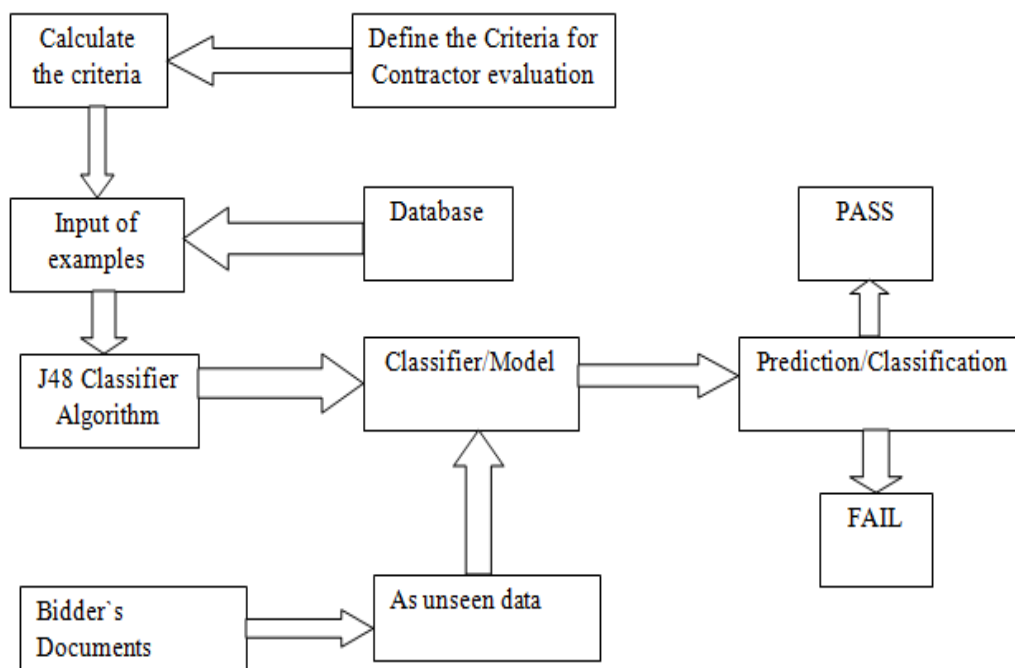 Calculate
the criteria
Define the Criteria for
Contractor evaluation
Input of
examples
Database
PASS
J48 Classifier
Algorithm
Classifier/Model
Prediction/Classification
FAIL
Bidder`s
Documents
As unseen data